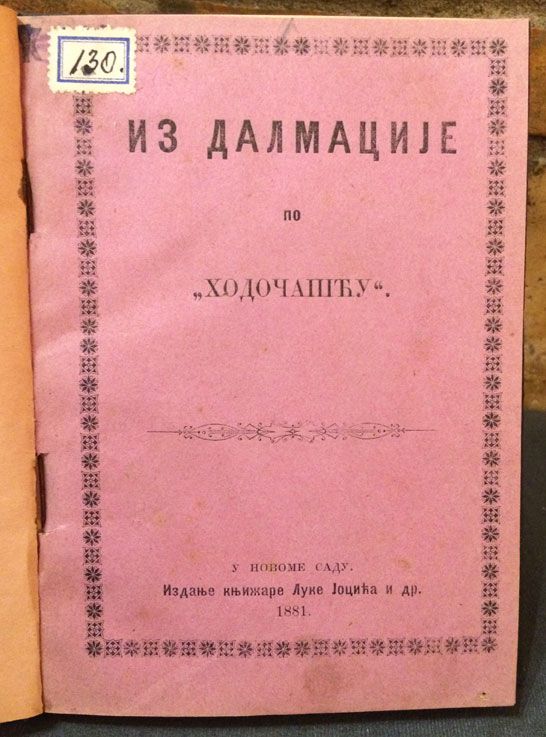 130.
ИЗ ДАЛМАЦИЈЕ
ПО
„ХОДОЧАШЋУ“.
У НОВОМЕ САДУ.
Издање књижаре Луке Јоцића и др.
1881.